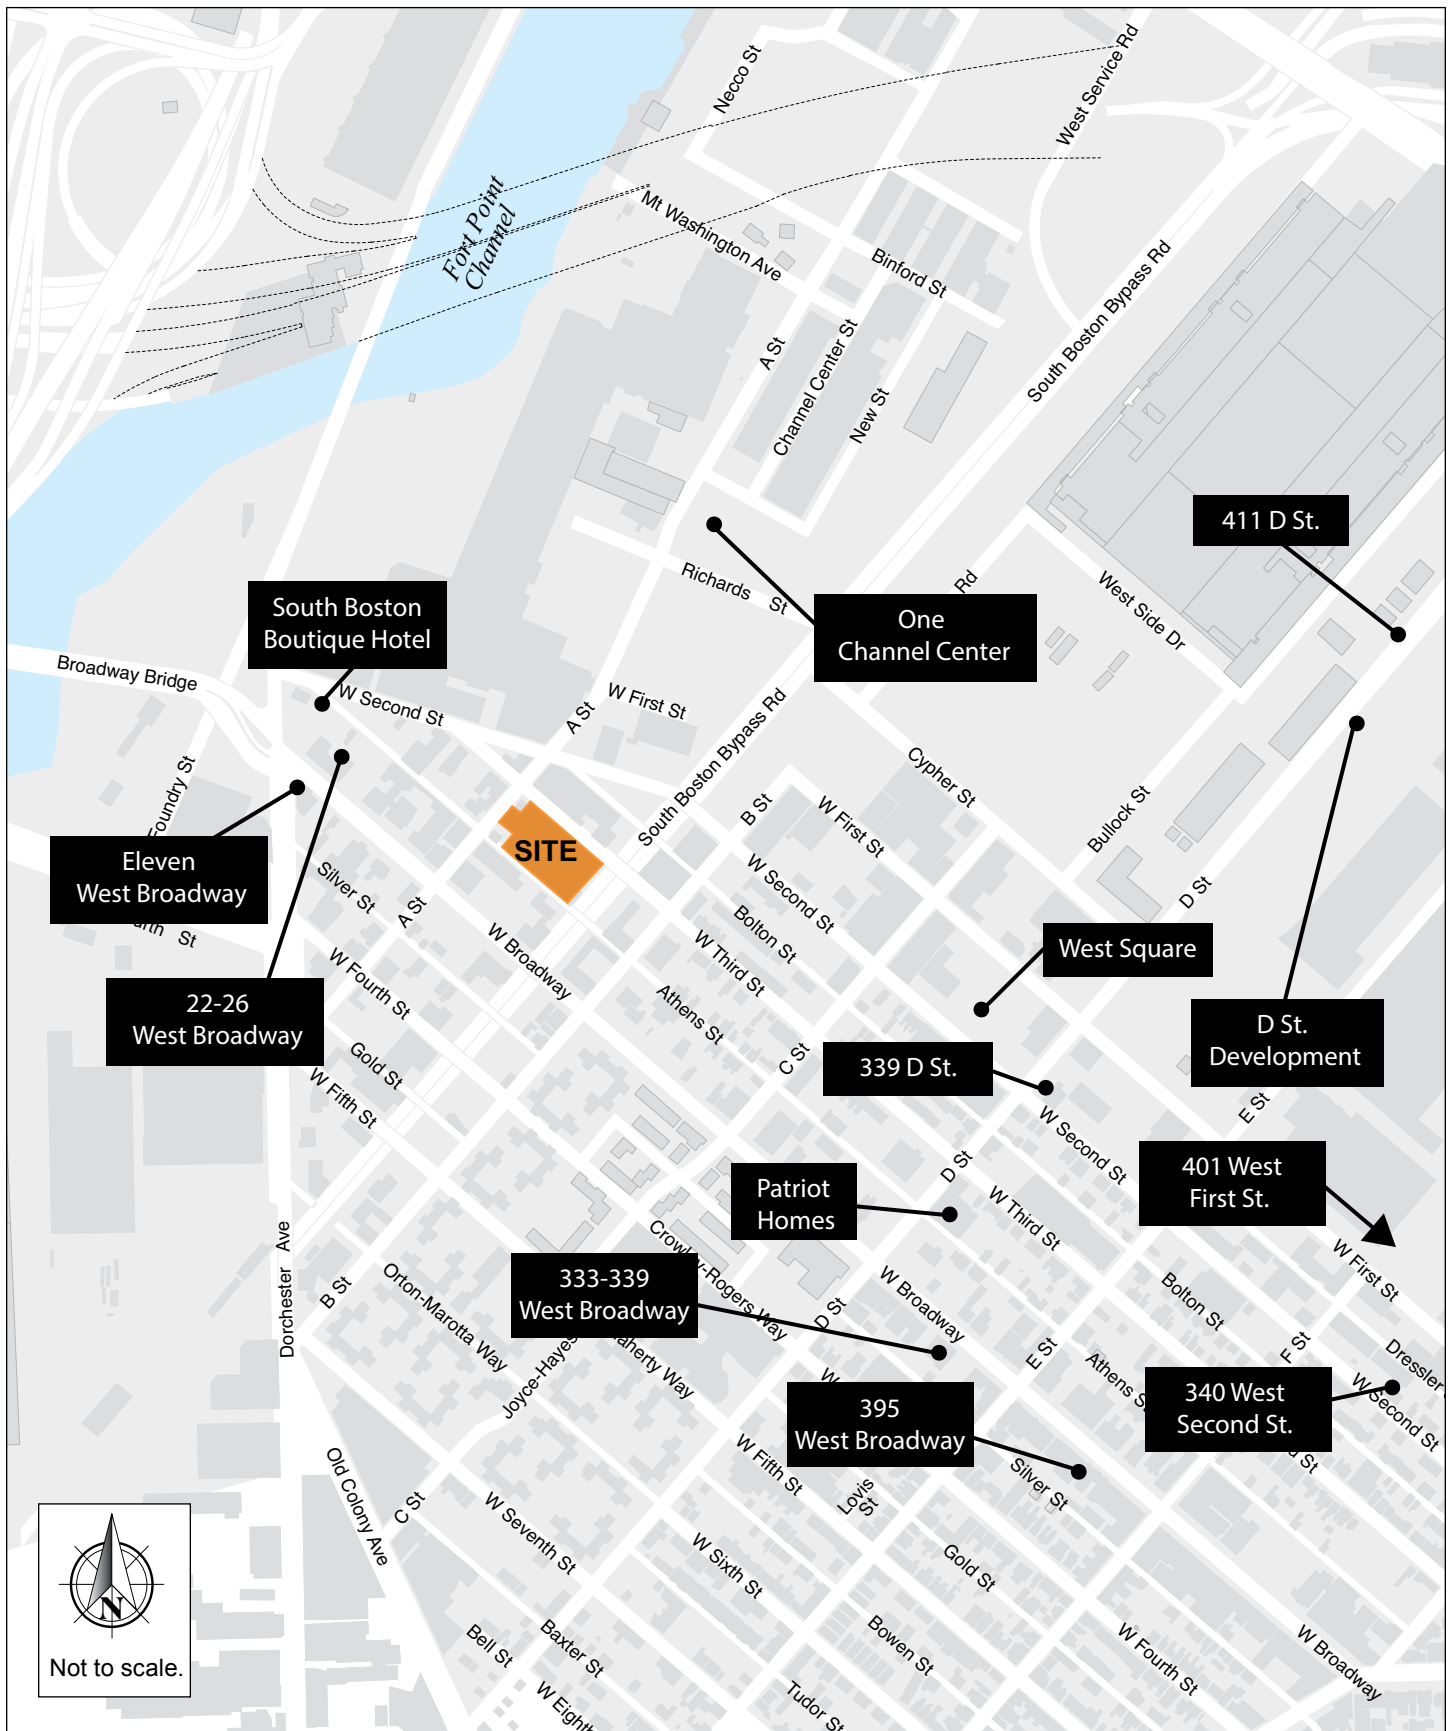 Necco St
West Service Rd
Fort Point
Channel
Mt Washington Ave
Binford St
South Boston Bypass Rd
A St
Channel Center St
New St
411 D St.
Richards St
Rd
West Side Dr
South Boston
Boutique Hotel
One
Channel Center
Broadway Bridge
W Second St
W First St
A St
South Boston Bypass Rd
Cypher St
Foundry St
B St
W First St
Bullock St
Eleven
West Broadway
SITE
Silver St
A St
W Second St
D St
Bolton St
W Broadway
W Third St
West Square
St
W Fourth St
22-26
West Broadway
Athens St
D St.
Development
Gold St
C St
339 D St.
W Fifth St
E St
W Second St
D St
401 West
First St.
Patriot
Homes
W Third St
Dorchester Ave
Crowley-Rogers Way
W First St
333-339
West Broadway
W Broadway
Bolton St
B St
Orton-Marotta Way
D St
E St
F St
Joyce-Hayes
Athens S
Dressler
340 West
Second St.
W Second St
395
West Broadway
St
W Fifth St
Silver St
Lovis
St
Old Colony Ave
C St
W Seventh St
W Sixth St
Gold St
N
Not to scale.
Bell St
Baxter St
Bowen St
W Fourth St
W Broadway
W Eighth
Tudor St